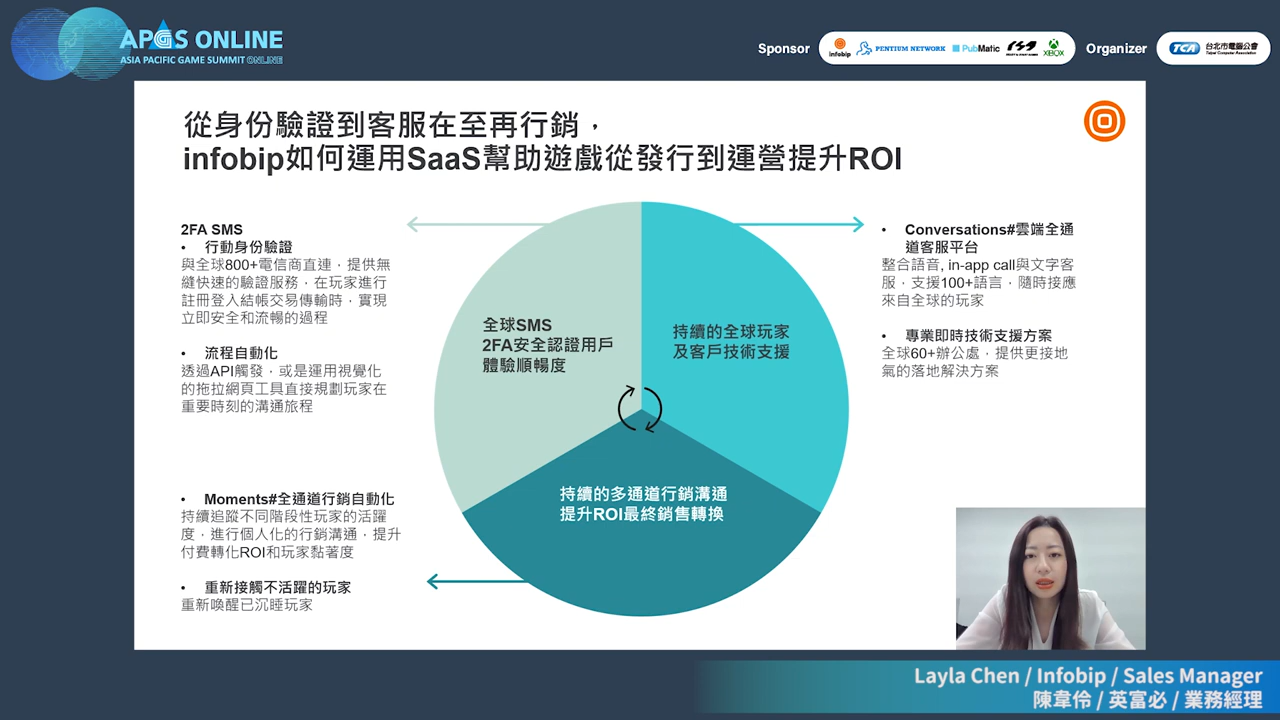 APGS ONLINE
ASIA PACIFIC GAME SUMMIT ONLINE
Sponsor
infobip
PENTIUM NETWORK
PubMatic
XBOX
Organizer
TCA
台北市電腦公會
Taipei Computer Association
從身份驗證到客服在至再行銷，
infobip如何運用SaaS幫助遊戲從發行到運營提升ROI
2FA SMS
• 行動身份驗證
與全球800+電信商直連，提供無
縫快速的驗證服務，在玩家進行
註冊登入結帳交易傳輸時，實現
立即安全和流暢的過程
• 流程自動化
透過API觸發，或是運用視覺化
的拖拉網頁工具直接規劃玩家在
重要時刻的溝通旅程
• Moments#全通道行銷自動化
持續追蹤不同階段性玩家的活躍
度，進行個人化的行銷溝通，提升
付費轉化ROI和玩家黏著度
• 重新接觸不活躍的玩家
重新喚醒已沉睡玩家
全球SMS
2FA安全認證用戶
體驗順暢度
持續的全球玩家
及客戶技術支援
持續的多通道行銷溝通
提升ROI最終銷售轉換
• Conversations#雲端全通
道客服平台
整合語音, in-app call與文字客
服，支援100+語言，隨時接應
來自全球的玩家
• 專業即時技術支援方案
全球60+辦公處，提供更接地
氣的落地解決方案
Layla Chen / Infobip / Sales Manager
陳韋伶 / 英富必 / 業務經理